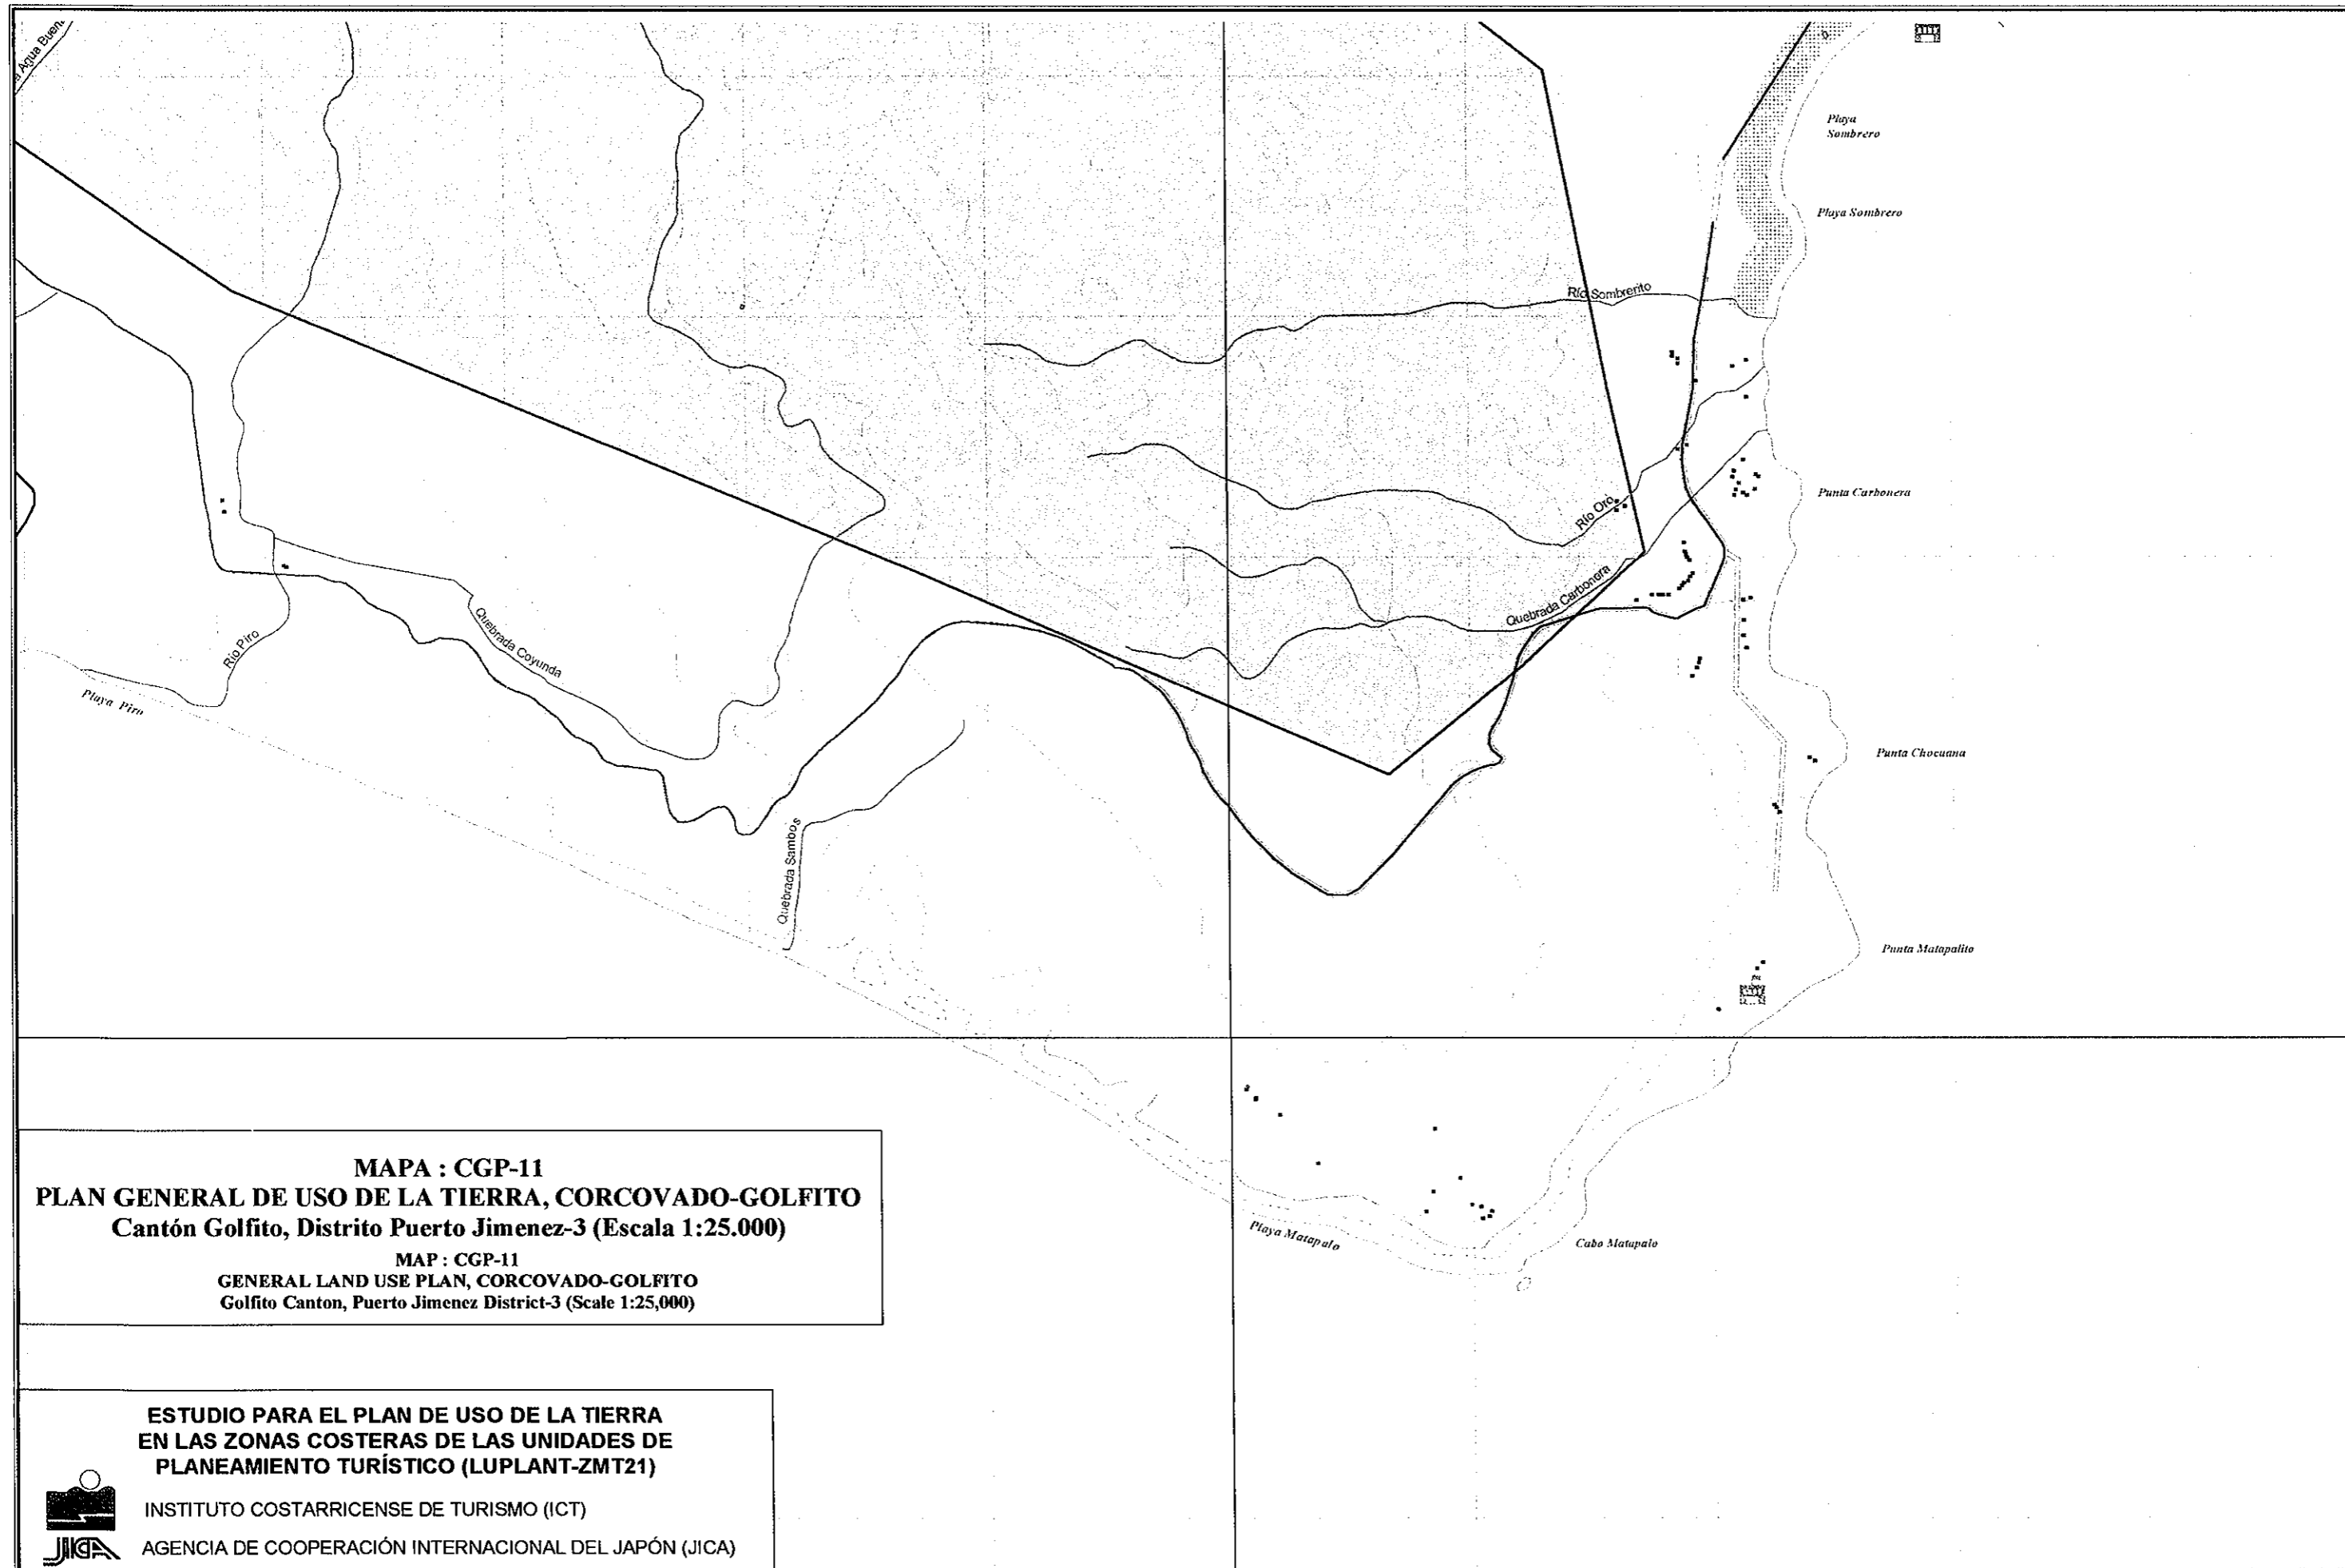 Agua Buen
Playa
Sombrero
Playa Sombrero
Río Sombrerito
Punta Carbonera
Río Oro
Quebrada Carbonera
Quebrada Coyunda
Río Piro
Playa Piro
Punta Chocuana
Quebrada Sambos
Punta Matapalito
Playa Matapalo
Cabo Matapalo
MAPA : CGP-11
PLAN GENERAL DE USO DE LA TIERRA, CORCOVADO-GOLFITO
Cantón Golfito, Distrito Puerto Jimenez-3 (Escala 1:25.000)
MAP : CGP-11
GENERAL LAND USE PLAN, CORCOVADO-GOLFITO
Golfito Canton, Puerto Jimenez District-3 (Scale 1:25,000)
ESTUDIO PARA EL PLAN DE USO DE LA TIERRA
EN LAS ZONAS COSTERAS DE LAS UNIDADES DE
PLANEAMIENTO TURÍSTICO (LUPLANT-ZMT21)
INSTITUTO COSTARRICENSE DE TURISMO (ICT)
JICA AGENCIA DE COOPERACIÓN INTERNACIONAL DEL JAPÓN (JICA)